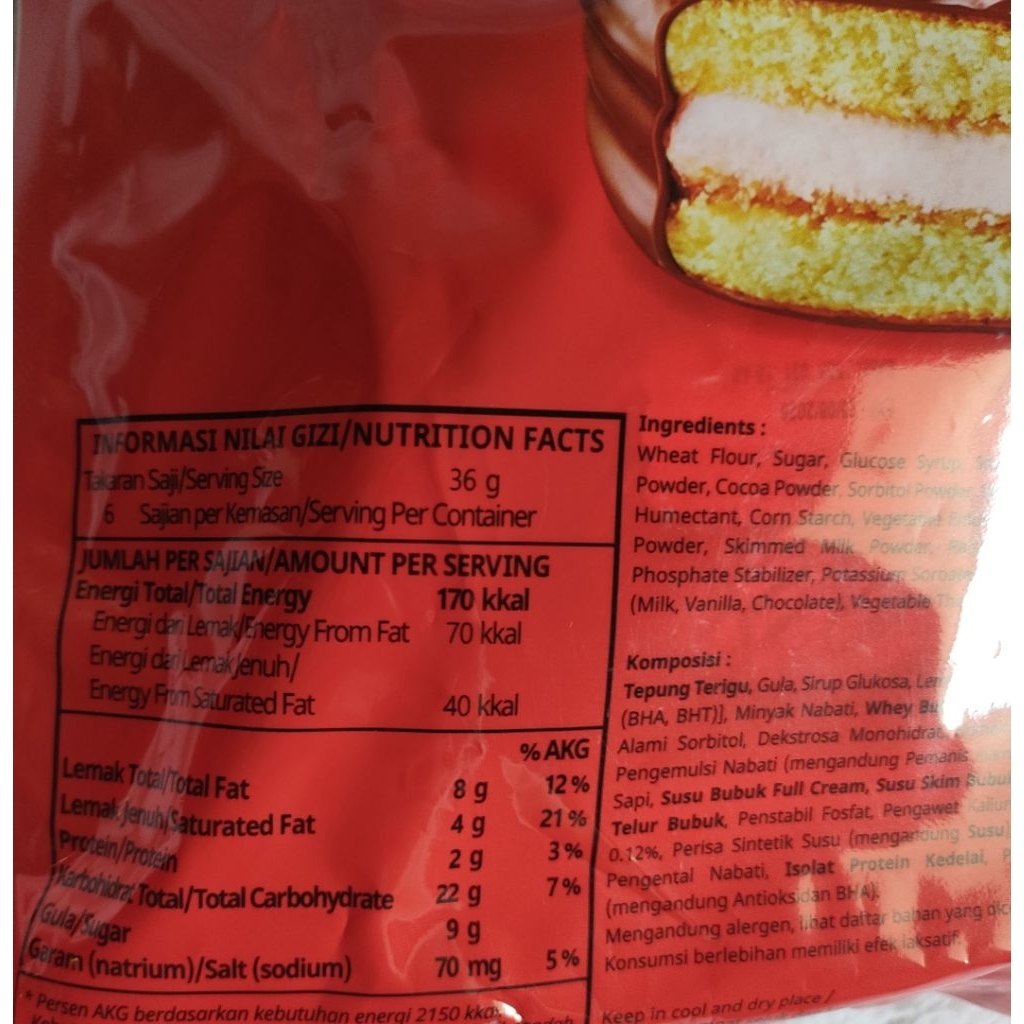 INFORMASI NILAI GIZI/NUTRITION FACTS
Takaran Saji/Serving Size 36 g
6 Sajian per Kemasan/Serving Per Container
JUMLAH PER SAJIAN/AMOUNT PER SERVING
Energi Total/Total Energy 170 kkal
Energi dari Lemak/Energy From Fat 70 kkal
Energi dari Lemak Jenuh/
Energy From Saturated Fat 40 kkal
% AKG
Lemak Total/Total Fat 8 g 12 %
Lemak Jenuh/Saturated Fat 4 g 21 %
Protein/Protein 2 g 3 %
Karbohidrat Total/Total Carbohydrate 22 g 7 %
Gula/Sugar 9 g
Garam (natrium)/Salt (sodium) 70 mg 5 %
* Persen AKG berdasarkan kebutuhan energi 2150 kkal
Ingredients :
Wheat Flour, Sugar, Glucose Syrup,
Powder, Cocoa Powder, Sorbitol Powder
Humectant, Corn Starch, Vegetable
Powder, Skimmed Milk Powder,
Phosphate Stabilizer, Potassium Sorbate
(Milk, Vanilla, Chocolate), Vegetable
Komposisi :
Tepung Terigu, Gula, Sirup Glukosa,
(BHA, BHT)], Minyak Nabati, Whey
Alami Sorbitol, Dekstrosa Monohidrat
Pengemulsi Nabati (mengandung Pemanis
Sapi, Susu Bubuk Full Cream, Susu Skim Bubuk
Telur Bubuk, Penstabil Fosfat, Pengawet
0.12%, Perisa Sintetik Susu (mengandung Susu)
Pengental Nabati, Isolat Protein Kedelai,
(mengandung Antioksidan BHA).
Mengandung alergen, lihat daftar bahan yang
Konsumsi berlebihan memiliki efek laksatif.
Keep in cool and dry place /